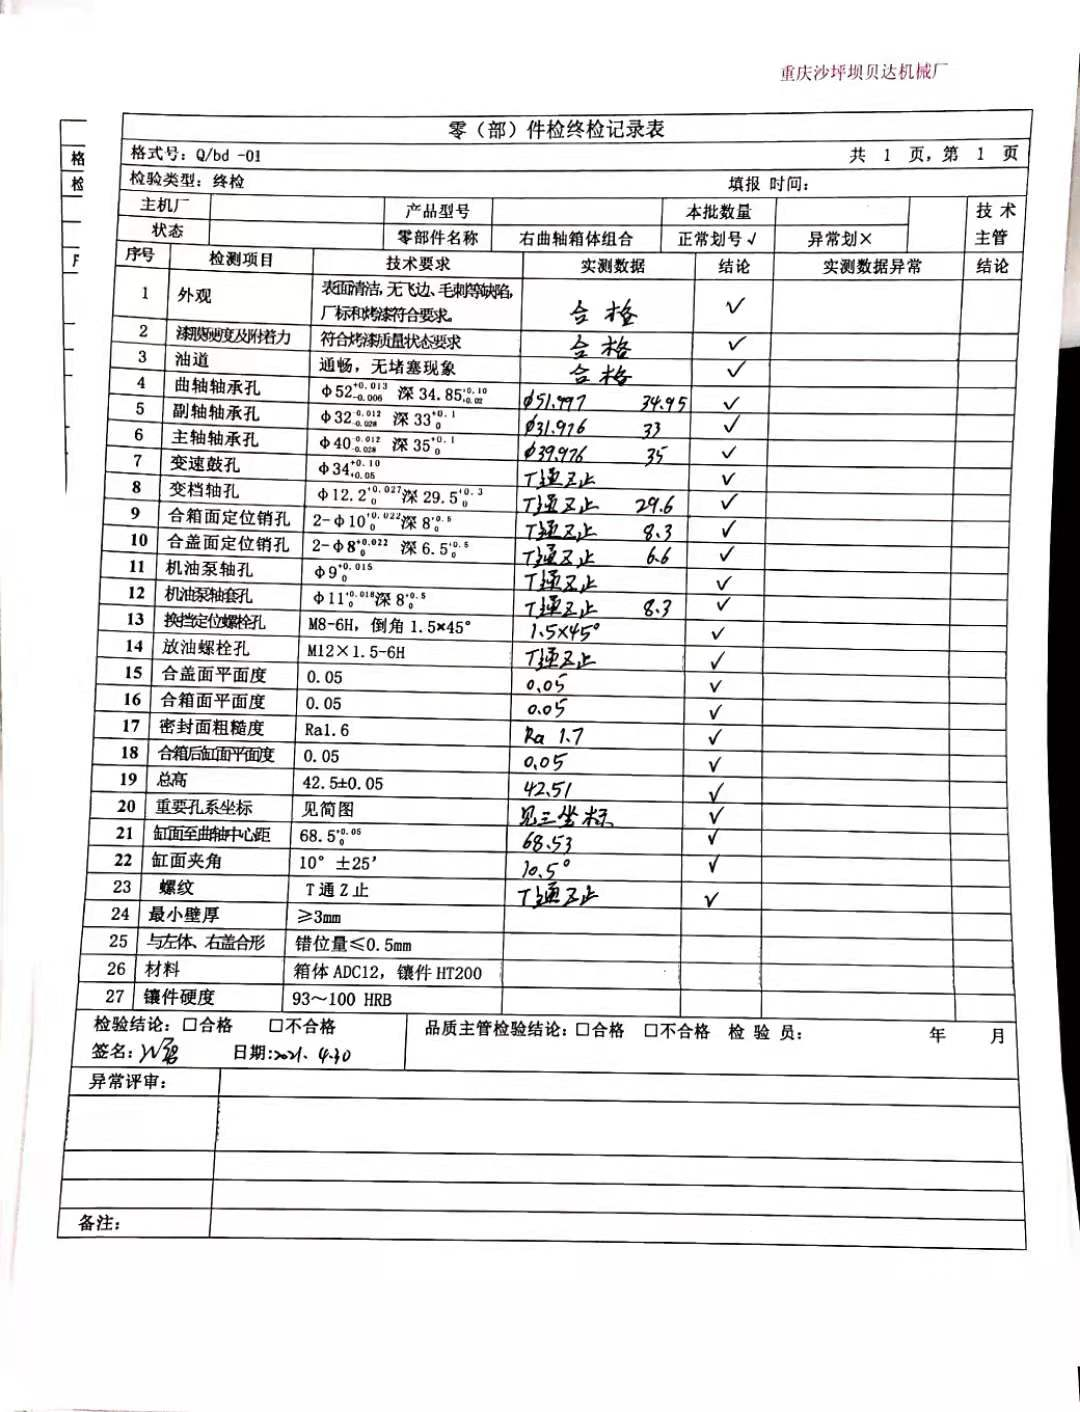 重庆沙坪坝贝达机械厂
零（部）件检终检记录表
格式号：Q/bd -01 共 1 页，第 1 页
检验类型：终检 填报 时间：
主机厂 产品型号 本批数量 技 术
状态 零部件名称 右曲轴箱体组合 正常划号√ 异常划× 主管
序号 检测项目 技术要求 实测数据 结论 实测数据异常 结论
1 外观 表面清洁，无飞边、毛刺等缺陷，
厂标和烤漆符合要求。 合格 √
2 漆膜硬度及附着力 符合烤漆质量状态要求 合格 √
3 油道 通畅，无堵塞现象 合格 √
4 曲轴轴承孔 φ52+0.013 -0.006 深 34.85+0.10 +0.02 φ51.997 34.95 √
5 副轴轴承孔 φ32-0.012 -0.028 深 33+0.1 0 φ31.976 33 √
6 主轴轴承孔 φ40-0.012 -0.028 深 35+0.1 0 φ39.976 35 √
7 变速鼓孔 φ34+0.10 +0.05 T通Z止 √
8 变档轴孔 φ12.2+0.027 0 深 29.5+0.3 0 T通Z止 29.6 √
9 合箱面定位销孔 2-φ10+0.022 0 深 8+0.5 0 T通Z止 8.3 √
10 合盖面定位销孔 2-φ8+0.022 0 深 6.5+0.5 0 T通Z止 6.6 √
11 机油泵轴孔 φ9+0.015 0 T通Z止 √
12 机油泵轴套孔 φ11+0.018 0 深 8+0.5 0 T通Z止 8.3 √
13 换挡定位螺栓孔 M8-6H，倒角 1.5×45° 1.5×45° √
14 放油螺栓孔 M12×1.5-6H T通Z止 √
15 合盖面平面度 0.05 0.05 √
16 合箱面平面度 0.05 0.05 √
17 密封面粗糙度 Ra1.6 Ra 1.7 √
18 合箱后缸面平面度 0.05 0.05 √
19 总高 42.5±0.05 42.51 √
20 重要孔系坐标 见简图 见三坐标 √
21 缸面至曲轴中心距 68.5+0.05 0 68.53 √
22 缸面夹角 10° ±25′ 10.5° √
23 螺纹 T 通 Z 止 T通Z止 √
24 最小壁厚 ≥3mm
25 与左体、右盖合形 错位量≤0.5mm
26 材料 箱体 ADC12，镶件 HT200
27 镶件硬度 93～100 HRB
检验结论：□合格 □不合格 品质主管检验结论：□合格 □不合格 检 验 员： 年 月
签名： 日期：2021、4.30
异常评审：
备注：
格
检